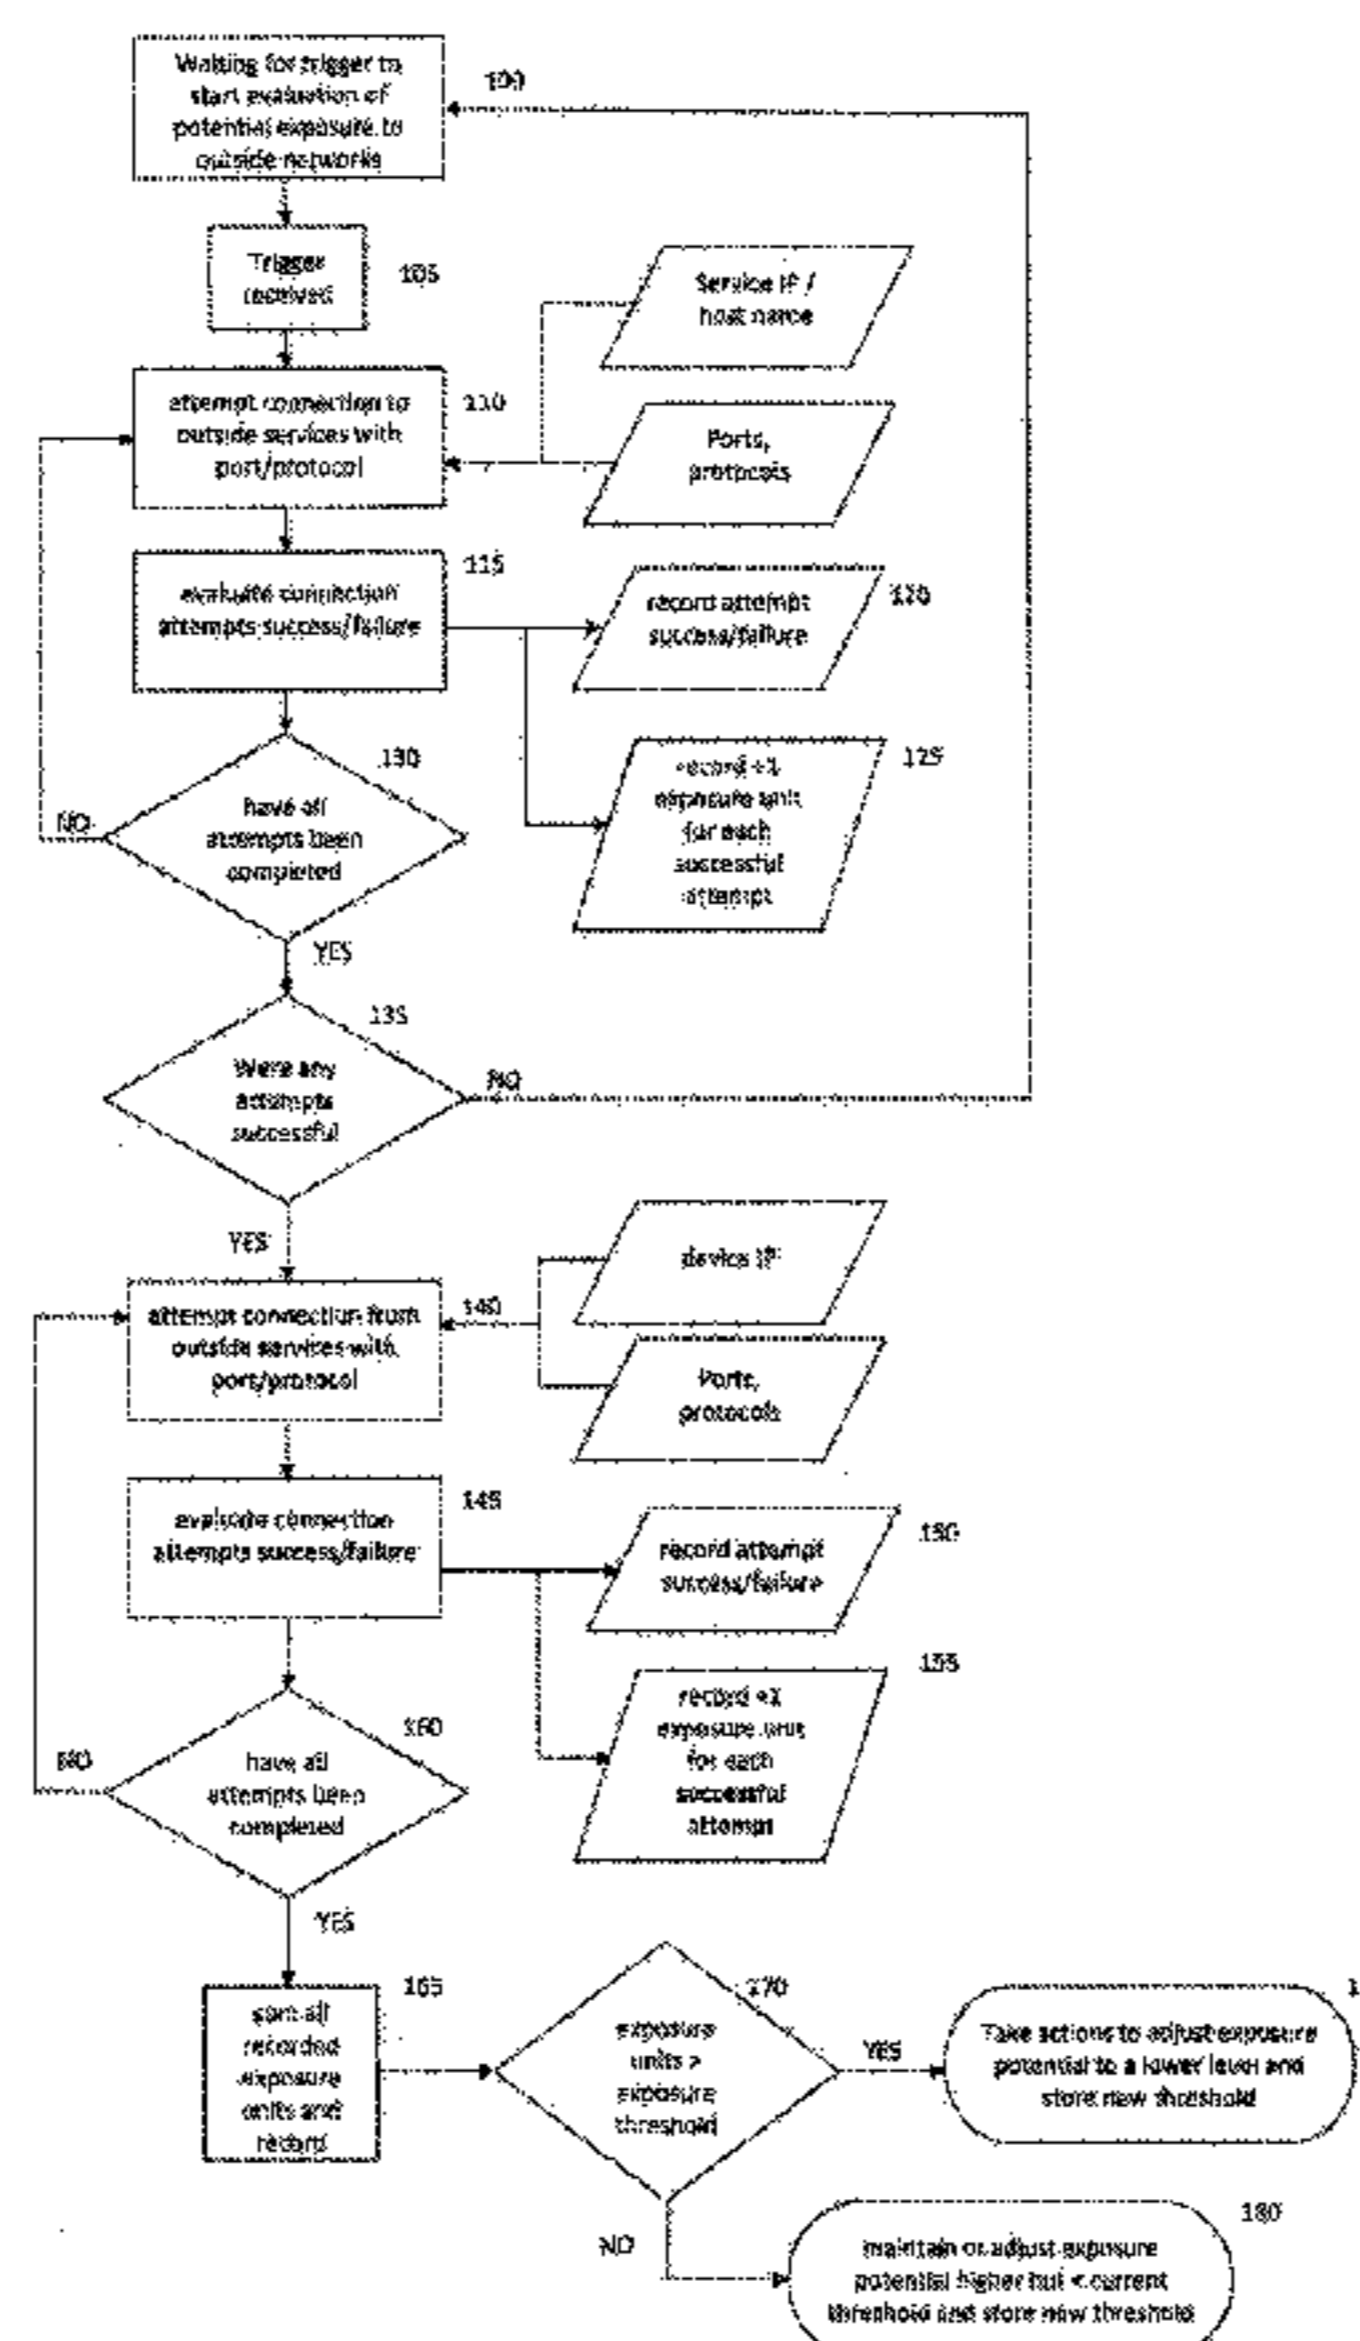 Waiting for trigger to
start evaluation of
potential exposure to
outside networks
100
Trigger
received
105
Service IP /
host name
attempt connection to
outside services with
port/protocol
110
Ports,
protocols
evaluate connection
attempts success/failure
115
record attempt
success/failure
120
record +1
exposure unit
for each
successful
attempt
125
have all
attempts been
completed
130
NO
YES
Were any
attempts
successful
135
NO
YES
device IP
attempt connection from
outside services with
port/protocol
140
Ports,
protocols
evaluate connection
attempts success/failure
145
record attempt
success/failure
150
record +1
exposure unit
for each
successful
attempt
155
have all
attempts been
completed
160
NO
YES
sum all
recorded
exposure
units and
record
165
exposure
units >
exposure
threshold
170
YES
Take actions to adjust exposure
potential to a lower level and
store new threshold
1
NO
maintain or adjust exposure
potential higher but < current
threshold and store new threshold
180